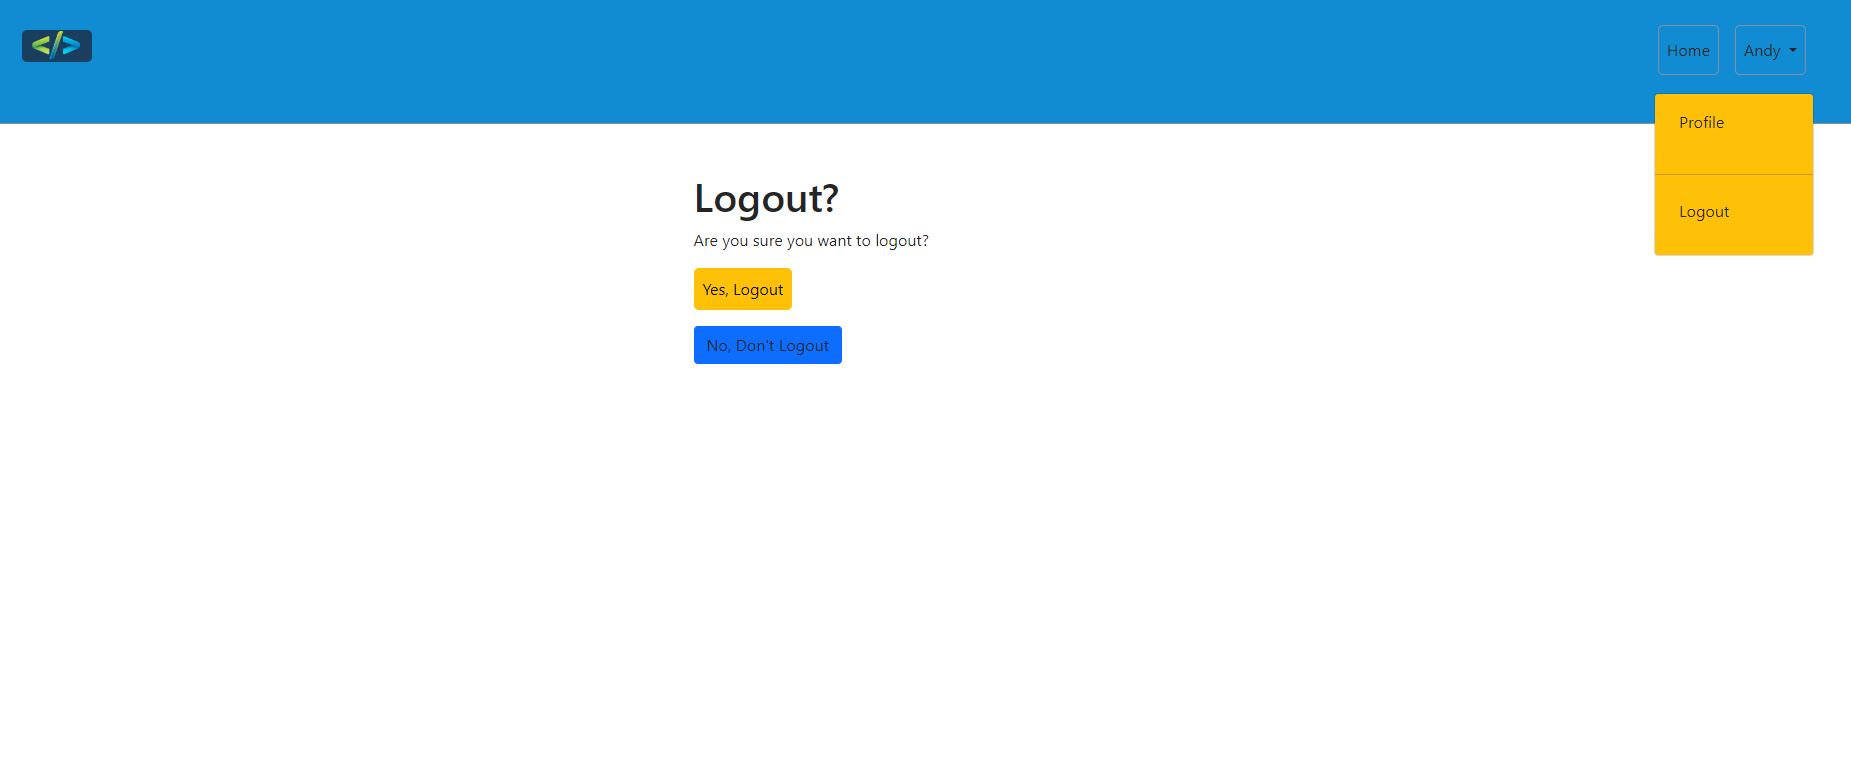 </>
Home
Andy
Profile
Logout
Logout?
Are you sure you want to logout?
Yes, Logout
No, Don't Logout